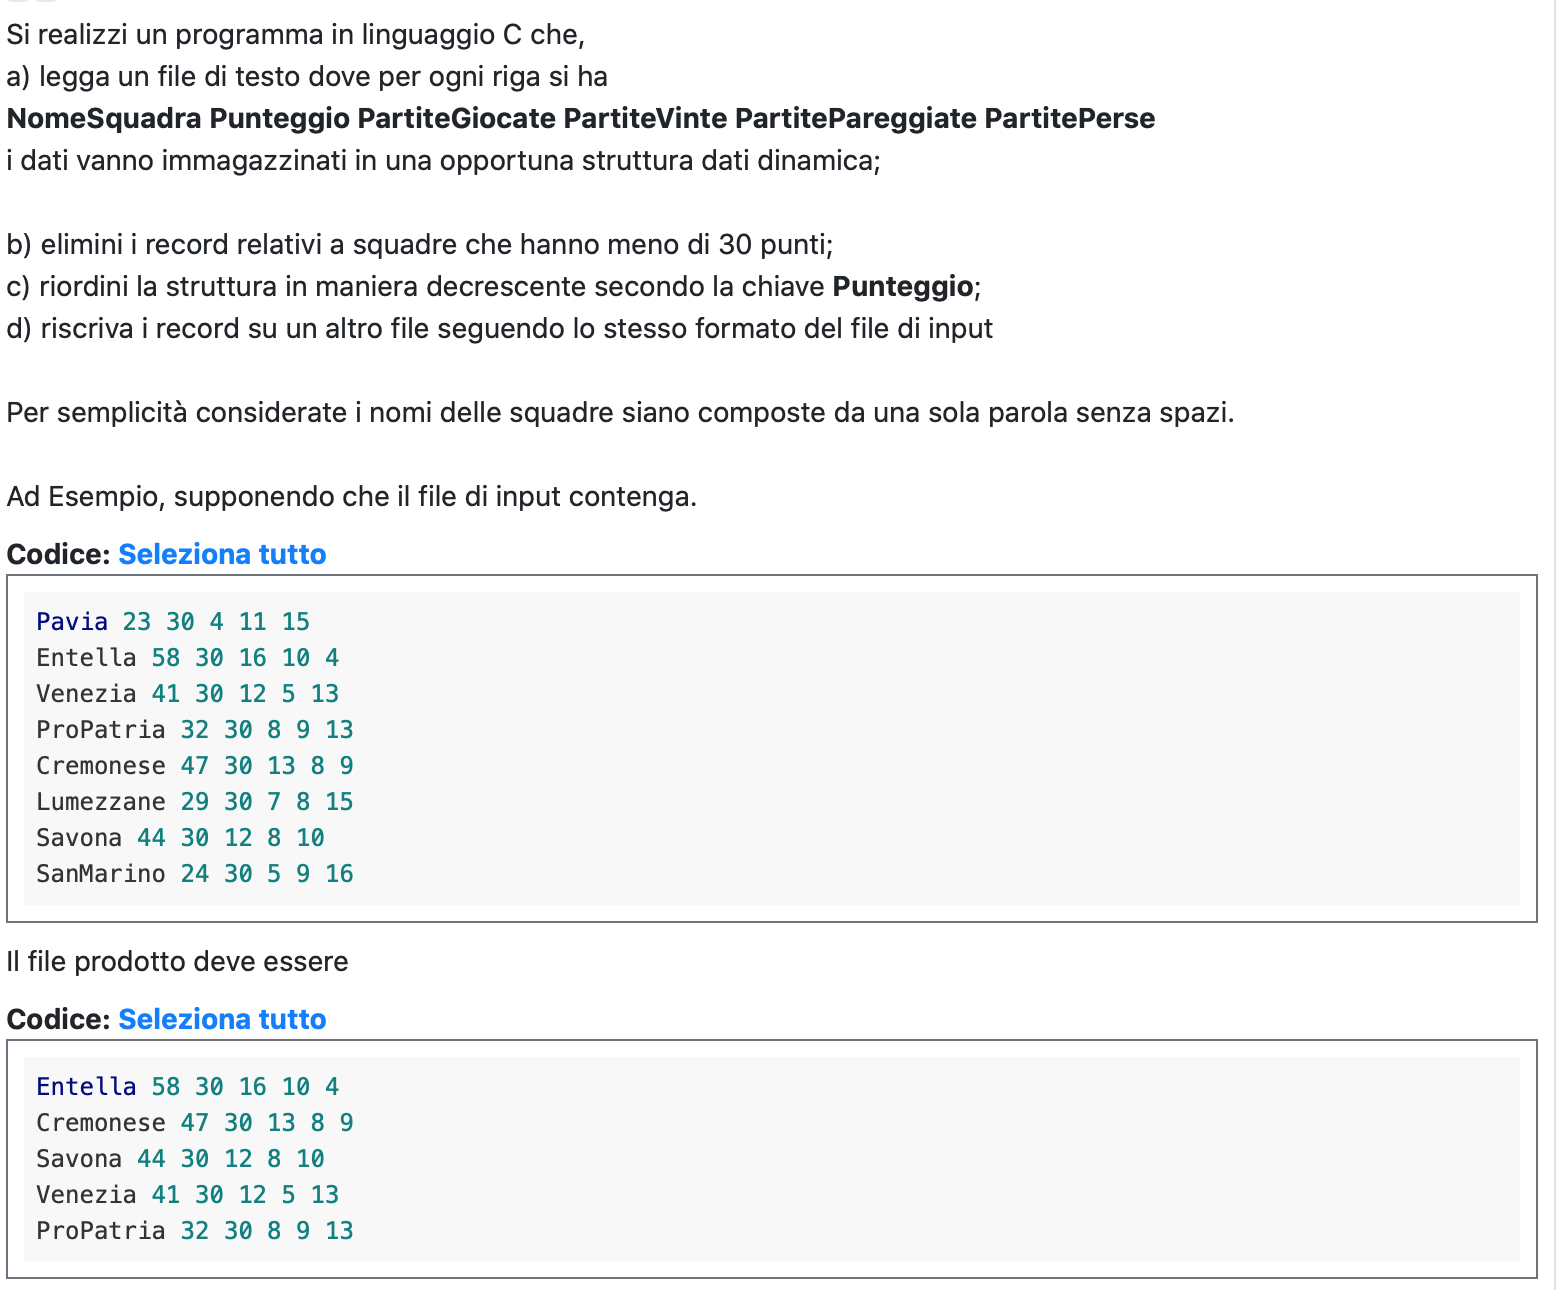 Si realizzi un programma in linguaggio C che,
a) legga un file di testo dove per ogni riga si ha
NomeSquadra Punteggio PartiteGiocate PartiteVinte PartitePareggiate PartitePerse
i dati vanno immagazzinati in una opportuna struttura dati dinamica;
b) elimini i record relativi a squadre che hanno meno di 30 punti;
c) riordini la struttura in maniera decrescente secondo la chiave Punteggio;
d) riscriva i record su un altro file seguendo lo stesso formato del file di input
Per semplicità considerate i nomi delle squadre siano composte da una sola parola senza spazi.
Ad Esempio, supponendo che il file di input contenga.
Codice: Seleziona tutto
Pavia 23 30 4 11 15
Entella 58 30 16 10 4
Venezia 41 30 12 5 13
ProPatria 32 30 8 9 13
Cremonese 47 30 13 8 9
Lumezzane 29 30 7 8 15
Savona 44 30 12 8 10
SanMarino 24 30 5 9 16
Il file prodotto deve essere
Codice: Seleziona tutto
Entella 58 30 16 10 4
Cremonese 47 30 13 8 9
Savona 44 30 12 8 10
Venezia 41 30 12 5 13
ProPatria 32 30 8 9 13